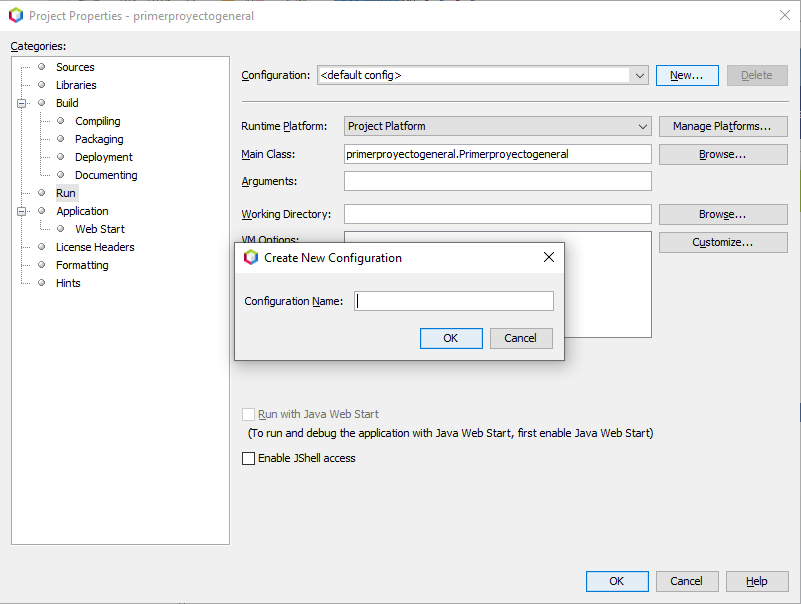 Project Properties - primerproyectogeneral
Categories:
Sources
Libraries
Build
Compiling
Packaging
Deployment
Documenting
Run
Application
Web Start
License Headers
Formatting
Hints
Configuration: <default config> New... Delete
Runtime Platform: Project Platform Manage Platforms...
Main Class: primerproyectogeneral.Primerproyectogeneral Browse...
Arguments:
Working Directory: Browse...
VM Options: Customize...
Create New Configuration
Configuration Name:
OK Cancel
Run with Java Web Start
(To run and debug the application with Java Web Start, first enable Java Web Start)
Enable JShell access
OK Cancel Help